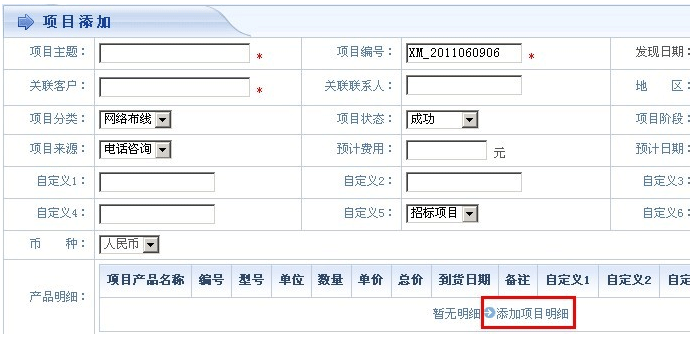 项目添加
项目主题： * 项目编号： XM_2011060906 * 发现日期：
关联客户： * 关联联系人： 地 区：
项目分类： 网络布线 项目状态： 成功 项目阶段：
项目来源： 电话咨询 预计费用： 元 预计日期：
自定义1： 自定义2： 自定义3：
自定义4： 自定义5： 招标项目 自定义6：
币 种： 人民币
产品明细： 项目产品名称 编号 型号 单位 数量 单价 总价 到货日期 备注 自定义1 自定义2 自定
暂无明细 添加项目明细